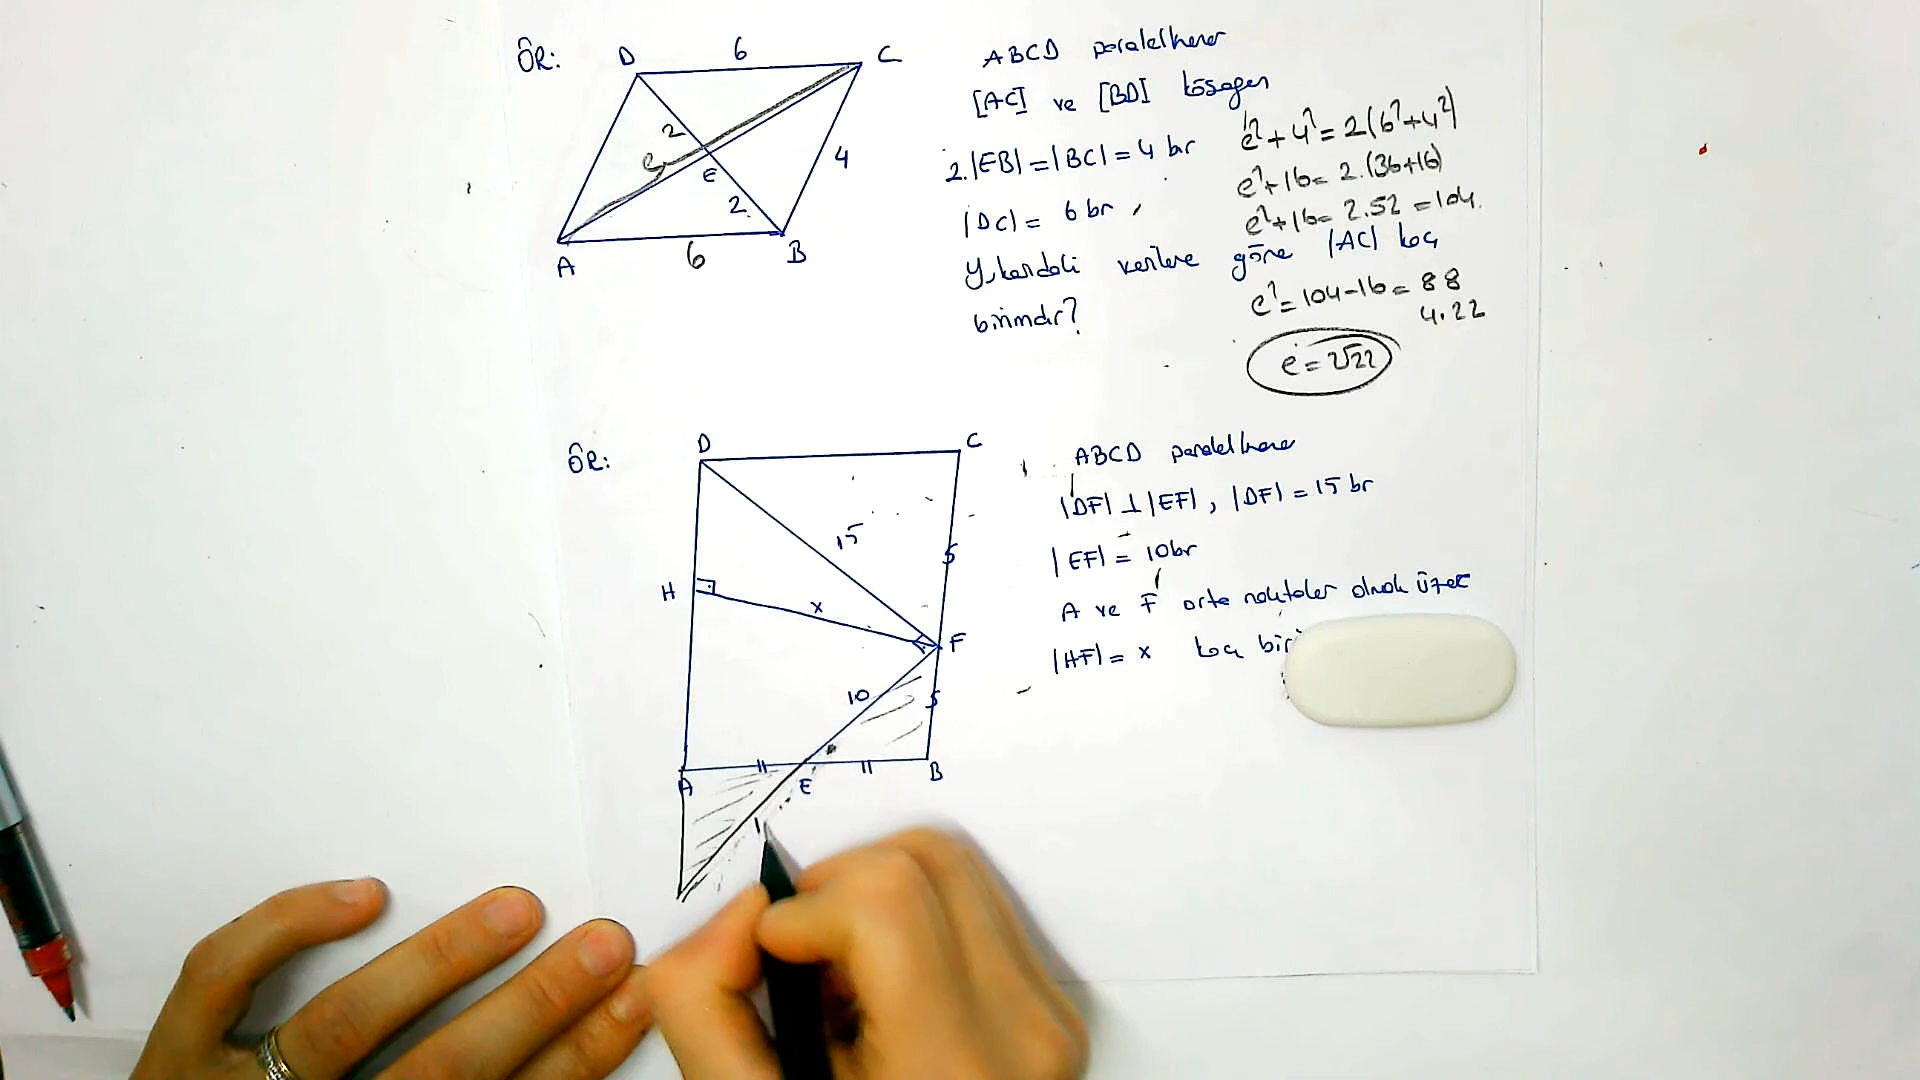 ÖR:
D
6
C
2
e
E
2
4
A
6
B
ABCD paralelkenar
[AC] ve [BD] köşegen
2.|EB|=|BC|=4 br
|DC|= 6 br,
Yukarıdaki verilere göre |AC| kaç
birimdir?
e²+4²=2(6²+4²)
e²+16=2.(36+16)
e²+16=2.52=104.
e²=104-16=88
4.22
e=2√22
ÖR:
D
C
15
5
H
x
F
10
5
A
E
B
1
ABCD paralelkenar
|DF|⊥|EF|, |DF|=15 br
|EF|=10br
A ve F orta noktalar olmak üzere
|HF|= x kaç